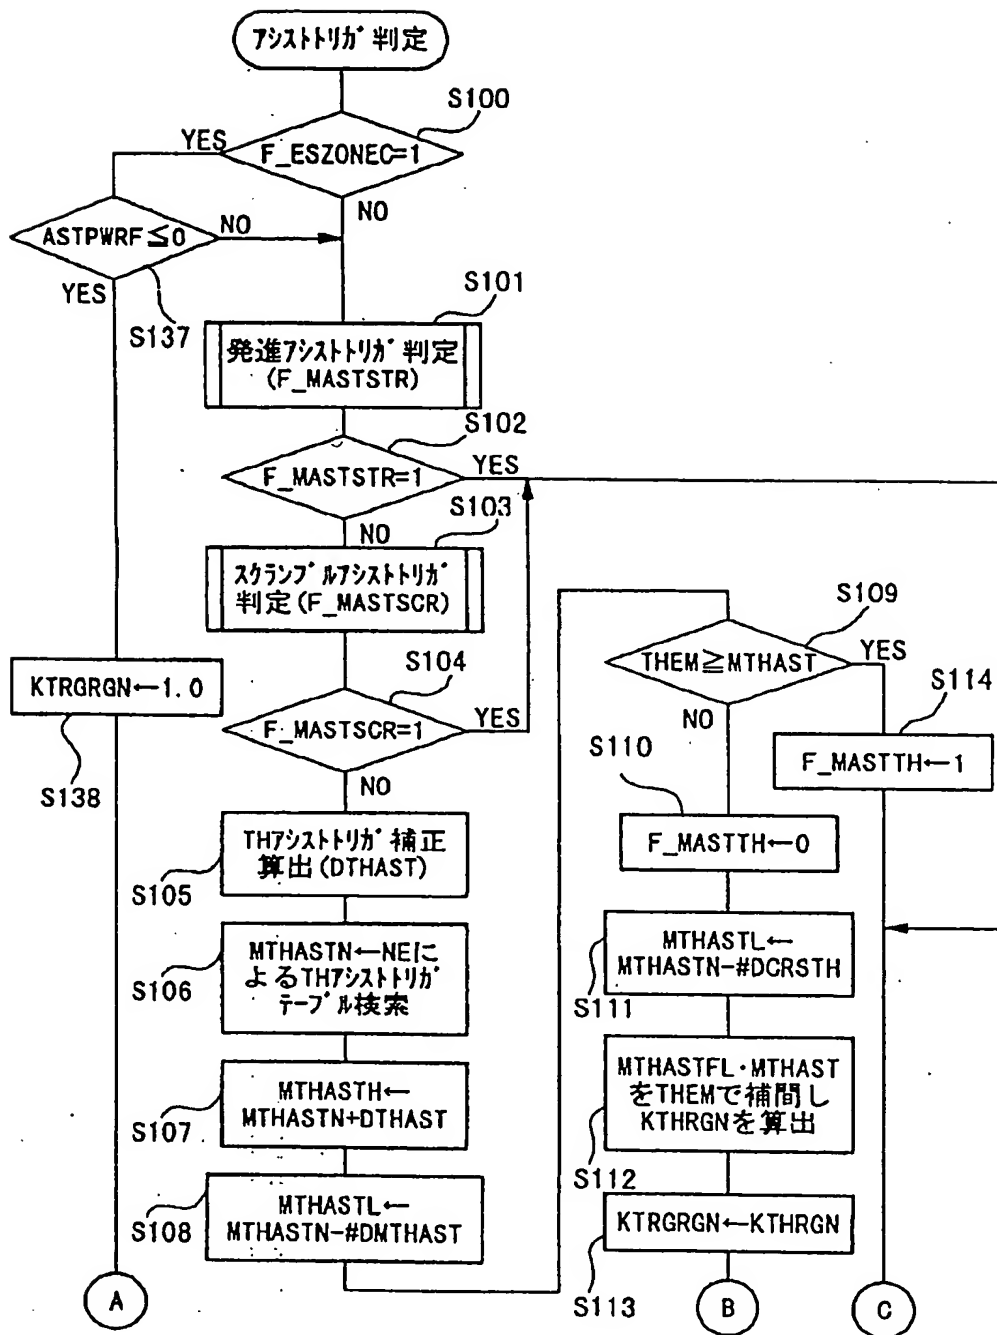 アシストトリガ判定
S100
YES
F_ESZONEC=1
NO
ASTPWRF≦0
NO
YES
S137
S101
発進アシストトリガ判定
(F_MASTSTR)
S102
F_MASTSTR=1
YES
NO
S103
スクランブルアシストトリガ
判定(F_MASTSCR)
S104
F_MASTSCR=1
YES
NO
KTRGRGN←1.0
S138
THアシストトリガ補正
算出(DTHAST)
S105
MTHASTN←NEに
よるTHアシストトリガ
テーブル検索
S106
MTHASTH←
MTHASTN+DTHAST
S107
MTHASTL←
MTHASTN-#DMTHAST
S108
A
S109
THEM≧MTHAST
YES
NO
S114
F_MASTTH←1
S110
F_MASTTH←0
MTHASTL←
MTHASTN-#DCRSTH
S111
MTHASTFL・MTHAST
をTHEMで補間し
KTHRGNを算出
S112
KTRGRGN←KTHRGN
S113
B
C